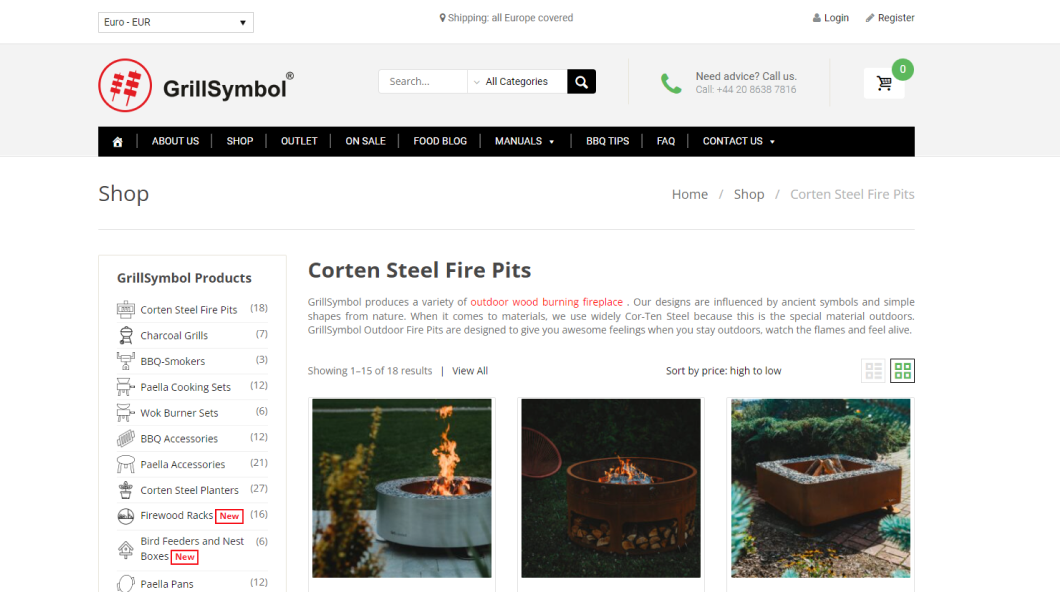 Euro - EUR
Shipping: all Europe covered
Login
Register
GrillSymbol®
Search...
All Categories
Need advice? Call us.
Call: +44 20 8638 7816
0
ABOUT US
SHOP
OUTLET
ON SALE
FOOD BLOG
MANUALS
BBQ TIPS
FAQ
CONTACT US
Shop
Home / Shop / Corten Steel Fire Pits
GrillSymbol Products
Corten Steel Fire Pits (18)
Charcoal Grills (7)
BBQ-Smokers (3)
Paella Cooking Sets (12)
Wok Burner Sets (6)
BBQ Accessories (12)
Paella Accessories (21)
Corten Steel Planters (27)
Firewood Racks New (16)
Bird Feeders and Nest (6)
Boxes New
Paella Pans (12)
Corten Steel Fire Pits
GrillSymbol produces a variety of outdoor wood burning fireplace . Our designs are influenced by ancient symbols and simple
shapes from nature. When it comes to materials, we use widely Cor-Ten Steel because this is the special material outdoors.
GrillSymbol Outdoor Fire Pits are designed to give you awesome feelings when you stay outdoors, watch the flames and feel alive.
Showing 1–15 of 18 results | View All
Sort by price: high to low